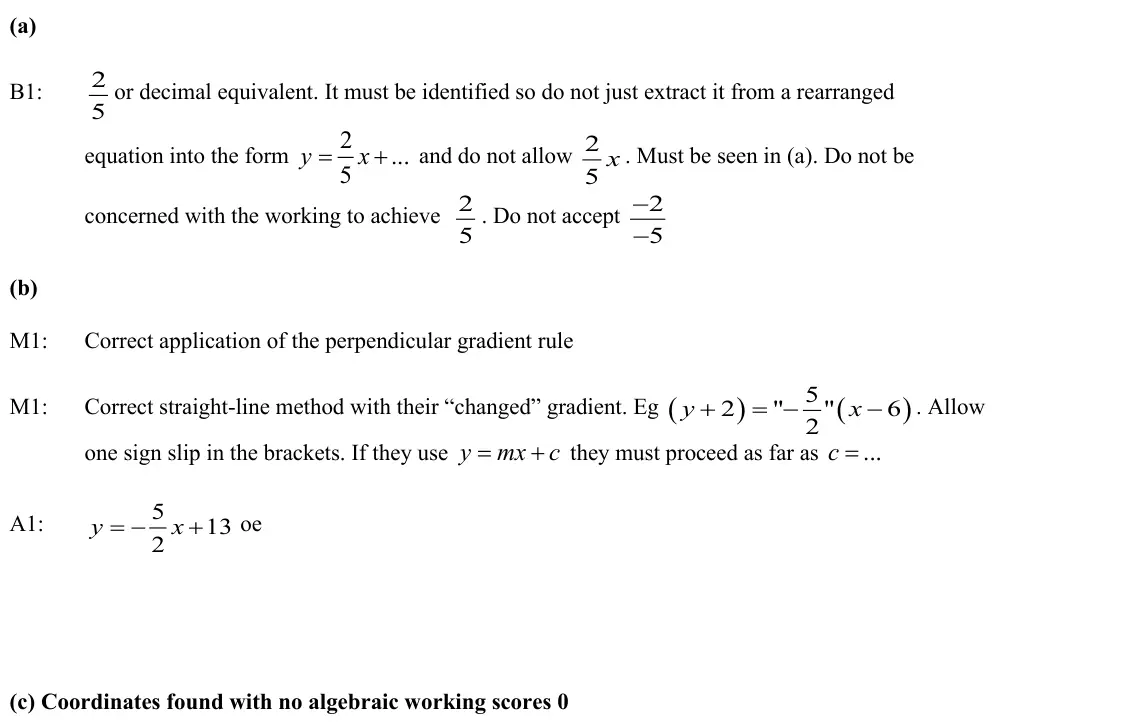 (a)
B1: 2/5 or decimal equivalent. It must be identified so do not just extract it from a rearranged
equation into the form y = 2/5 x + ... and do not allow 2/5 x . Must be seen in (a). Do not be
concerned with the working to achieve 2/5 . Do not accept −2/−5
(b)
M1: Correct application of the perpendicular gradient rule
M1: Correct straight-line method with their “changed” gradient. Eg (y + 2) = "−5/2"(x − 6) . Allow
one sign slip in the brackets. If they use y = mx + c they must proceed as far as c = ...
A1: y = −5/2 x + 13 oe
(c) Coordinates found with no algebraic working scores 0